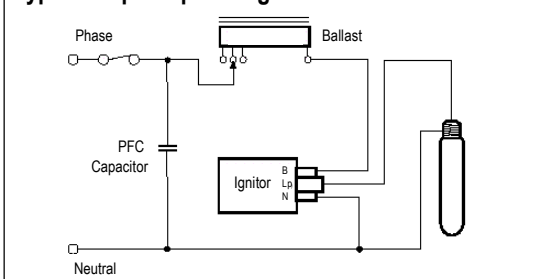 Phase
Ballast
PFC
Capacitor
Ignitor
B
Lp
N
Neutral